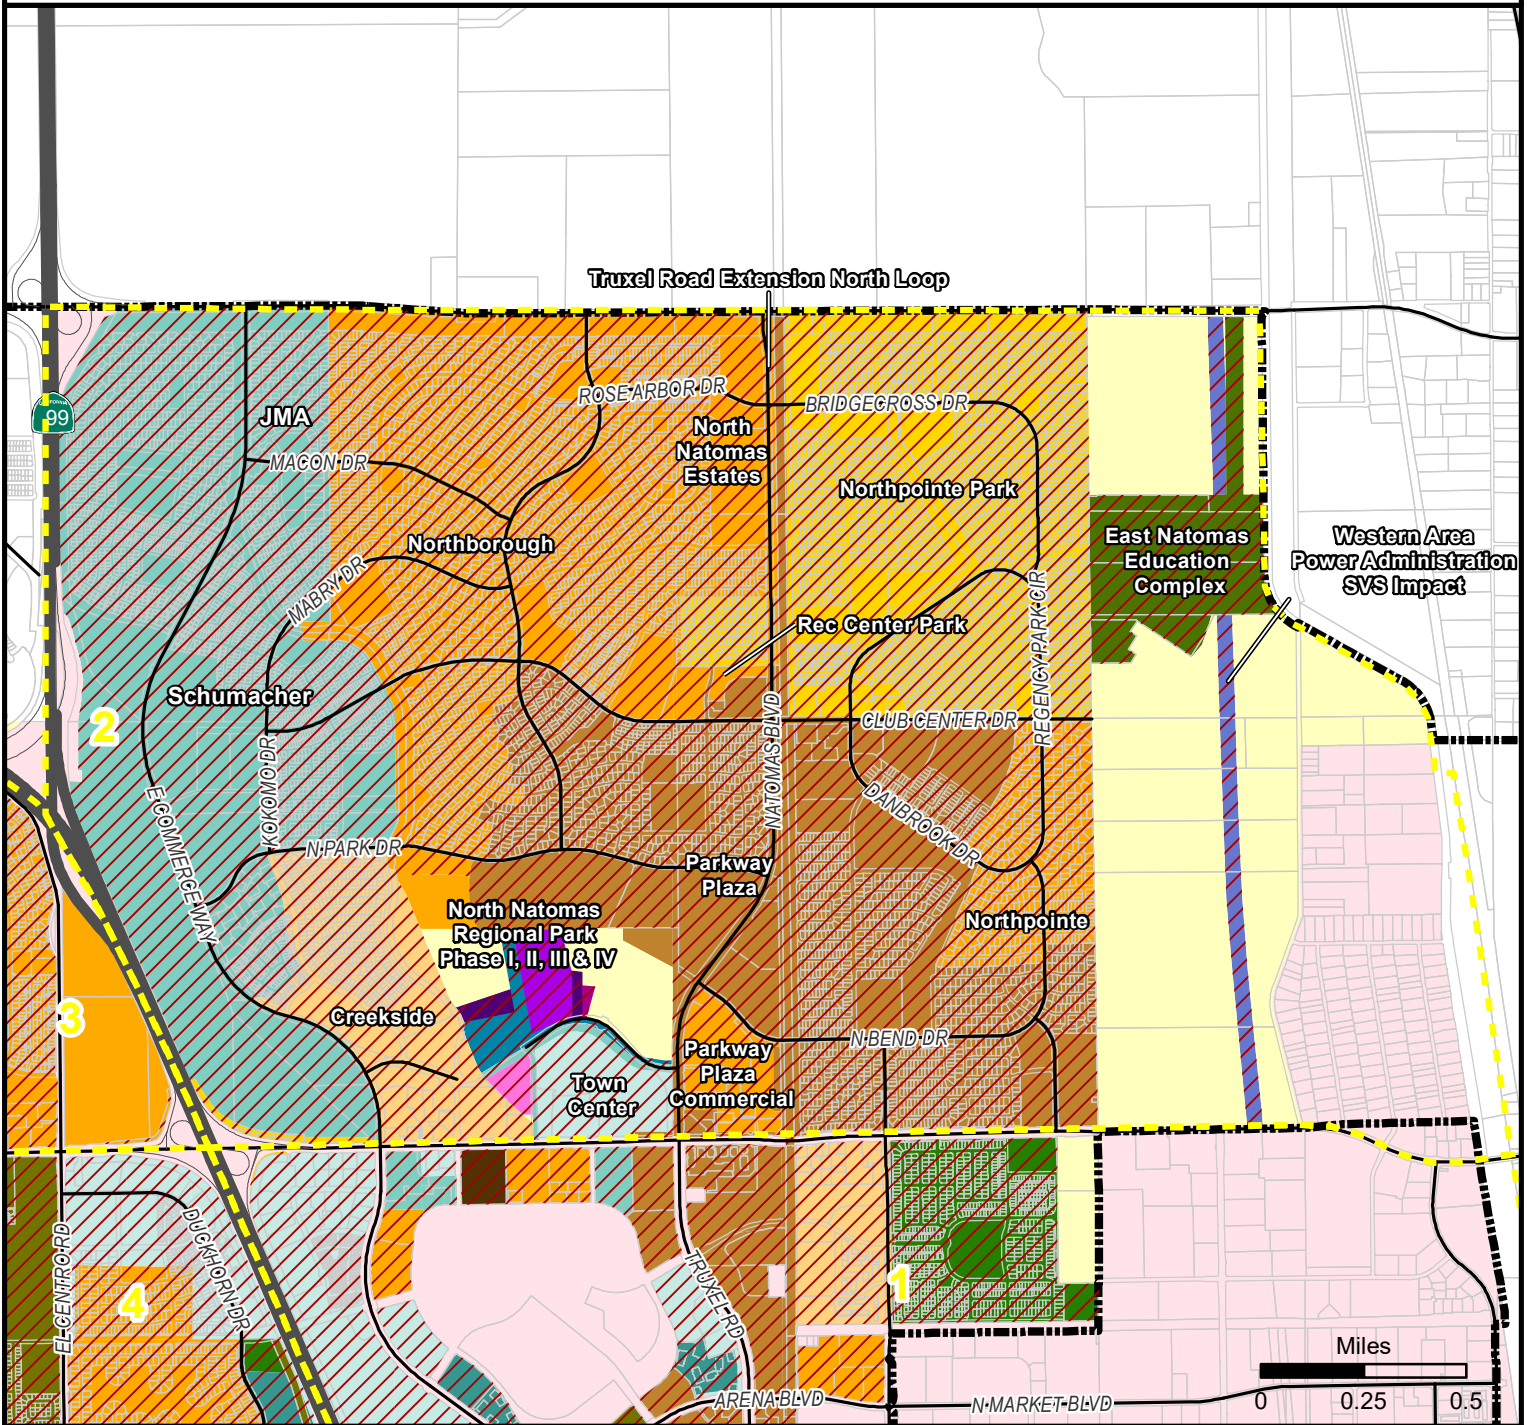 Truxel Road Extension North Loop
CALIFORNIA
99
JMA
ROSE ARBOR DR
BRIDGECROSS DR
North
Natomas
Estates
MACON DR
Northpointe Park
Northborough
East Natomas
Education
Complex
Western Area
Power Administration
SVS Impact
MABRY DR
Rec Center Park
REGENCY PARK CIR
Schumacher
2
CLUB CENTER DR
NATOMAS BLVD
KOKOMO DR
E COMMERCE WAY
DANBROOK DR
N PARK DR
Parkway
Plaza
North Natomas
Regional Park
Phase I, II, III & IV
Northpointe
3
Creekside
N BEND DR
Parkway
Plaza
Commercial
Town
Center
EL CENTRO RD
DUCKHORN DR
TRUXEL RD
1
4
ARENA BLVD
N MARKET BLVD
Miles
0 0.25 0.5